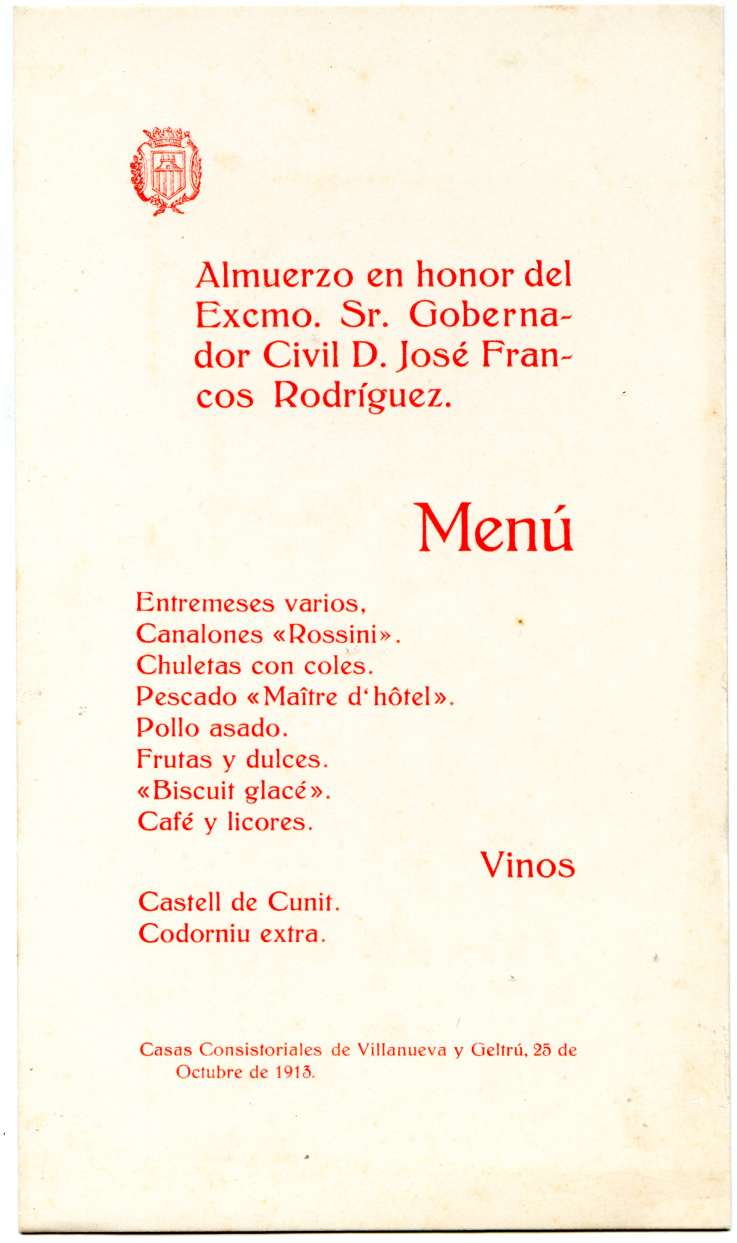 Almuerzo en honor del
Excmo. Sr. Goberna-
dor Civil D. José Fran-
cos Rodríguez.
Menú
Entremeses varios,
Canalones «Rossini».
Chuletas con coles.
Pescado «Maître d‘hôtel».
Pollo asado.
Frutas y dulces.
«Biscuit glacé».
Café y licores.
Vinos
Castell de Cunit.
Codorniu extra.
Casas Consistoriales de Villanueva y Geltrú, 25 de
Octubre de 1913.